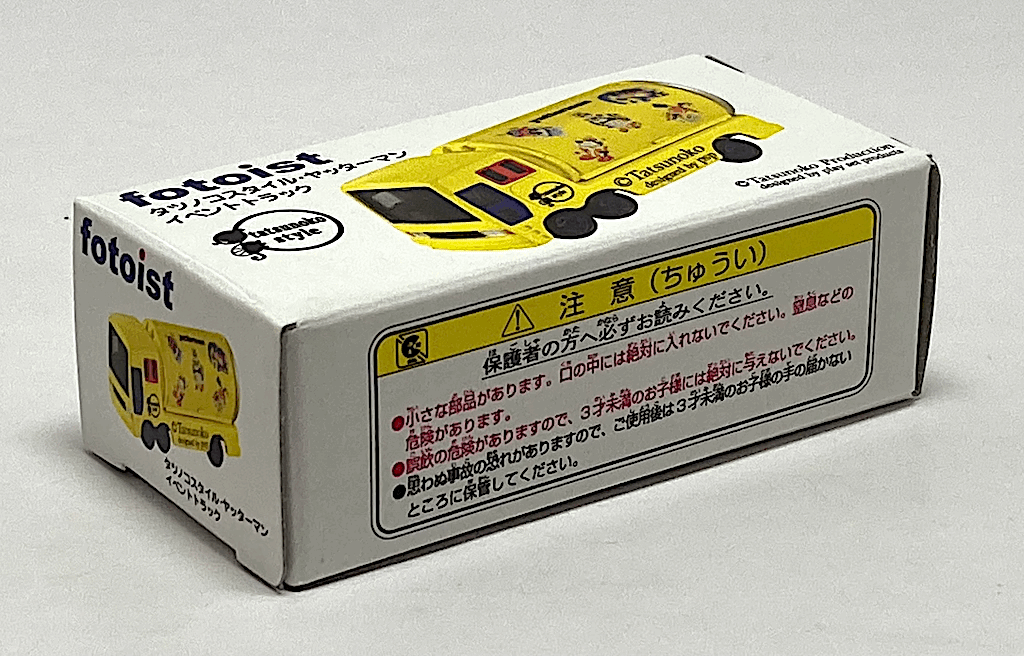 fotoist
タツノコスタイル・ヤッターマン
イベントトラック
tatsunoko
style
©Tatsunoko
designed by psp
©Tatsunoko Production
designed by play set products
fotoist
©Tatsunoko
designed by psp
タツノコスタイル・ヤッターマン
イベントトラック
注 意(ちゅうい)
保護者の方へ必ずお読みください。
●小さな部品があります。口の中には絶対に入れないでください。窒息などの
危険があります。
●誤飲の危険がありますので、3才未満のお子様には絶対に与えないでください。
●思わぬ事故の恐れがありますので、ご使用後は3才未満のお子様の手の届かない
ところに保管してください。